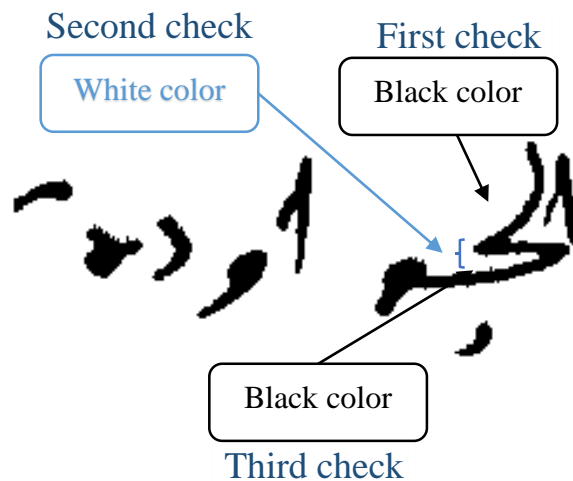 Second check
First check
White color
Black color
{
Black color
Third check